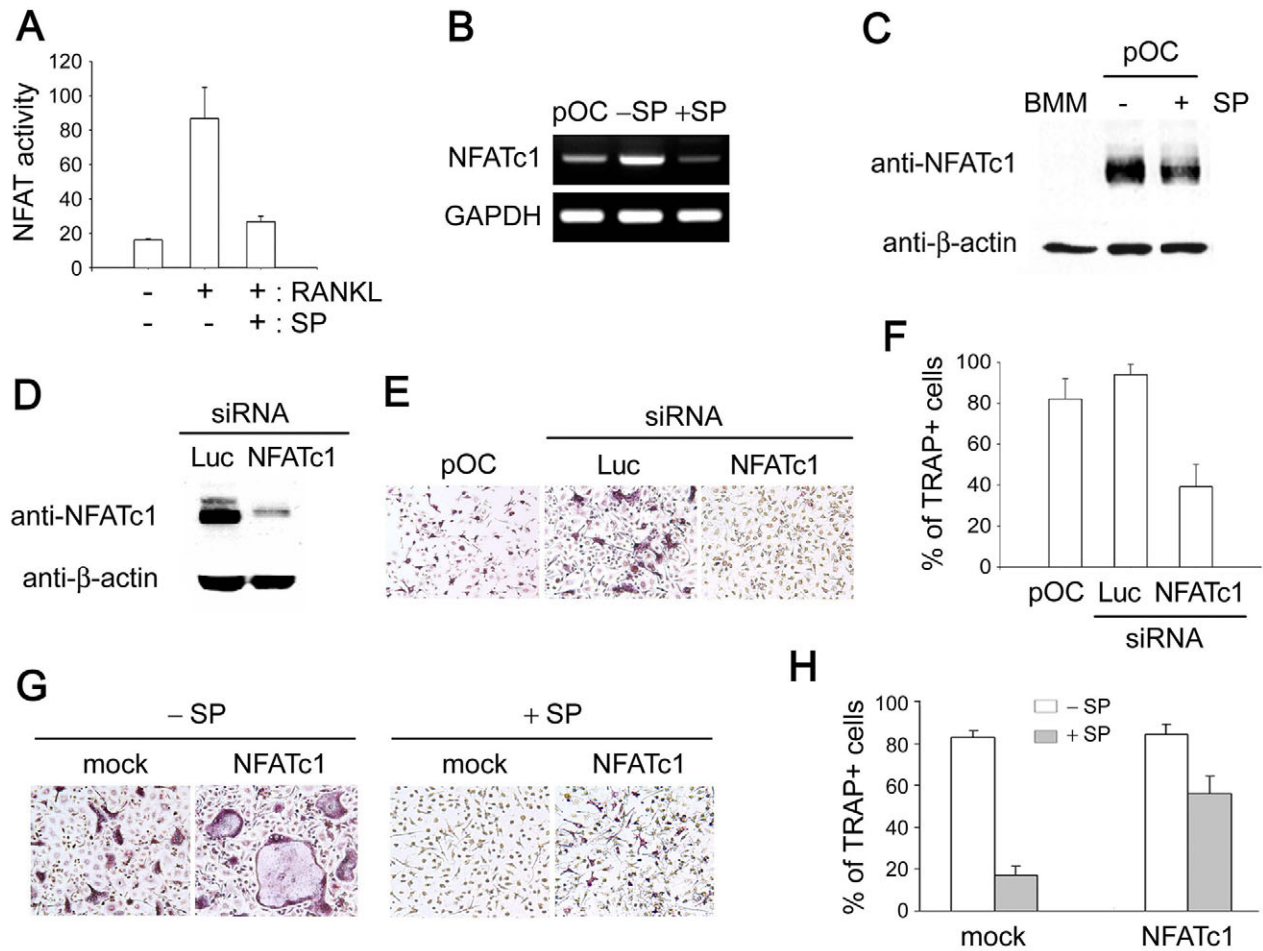 A
NFAT activity
120
100
80
60
40
20
0
- + + : RANKL
- - + : SP
B
pOC –SP +SP
NFATc1
GAPDH
C
pOC
BMM - + SP
anti-NFATc1
anti-β-actin
D
siRNA
Luc NFATc1
anti-NFATc1
anti-β-actin
E
siRNA
pOC Luc NFATc1
F
% of TRAP+ cells
100
80
60
40
20
0
pOC Luc NFATc1
siRNA
G
– SP + SP
mock NFATc1 mock NFATc1
H
% of TRAP+ cells
100
80
60
40
20
0
– SP
+ SP
mock NFATc1